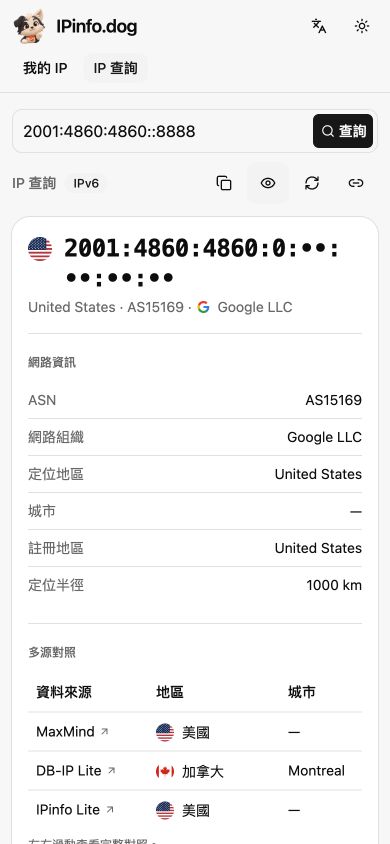 IPinfo.dog
我的 IP
IP 查詢
2001:4860:4860::8888
查詢
IP 查詢
IPv6
2001:4860:4860:0:••:
••:••:••
United States · AS15169 · Google LLC
網路資訊
ASN AS15169
網路組織 Google LLC
定位地區 United States
城市 —
註冊地區 United States
定位半徑 1000 km
多源對照
資料來源 地區 城市
MaxMind ↗ 美國 —
DB-IP Lite ↗ 加拿大 Montreal
IPinfo Lite ↗ 美國 —